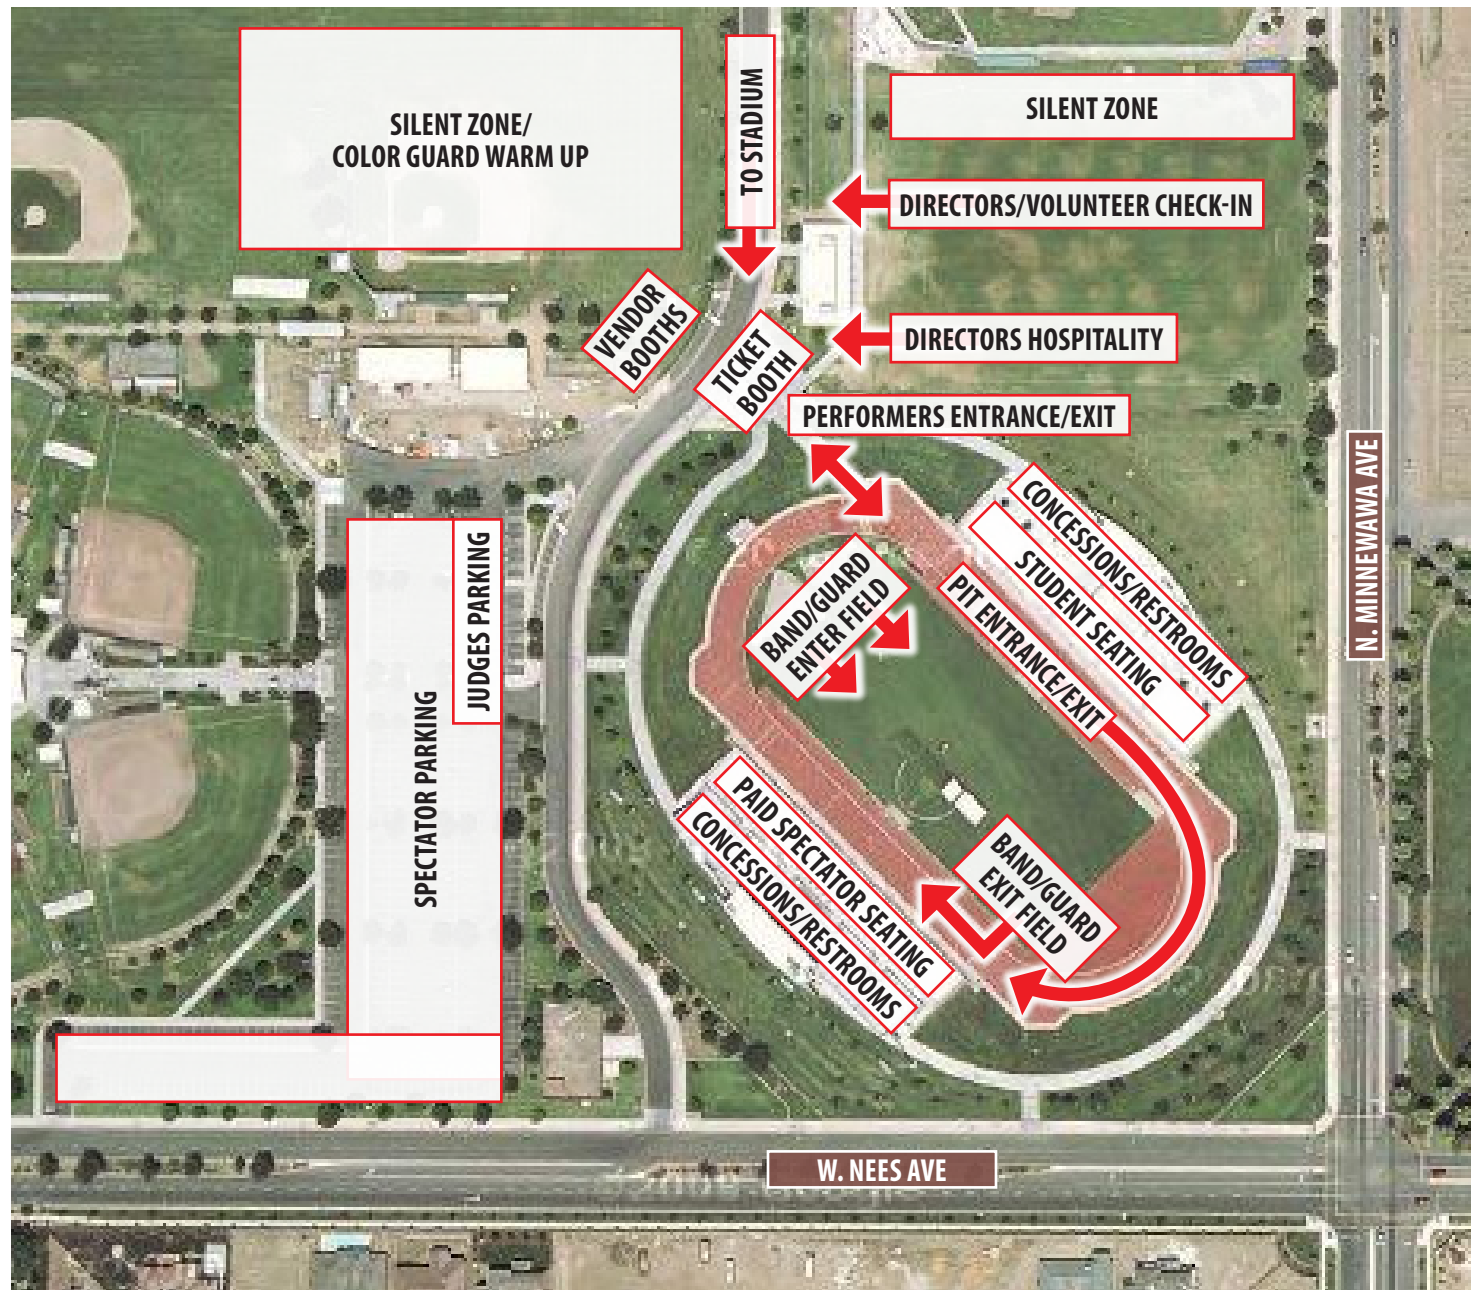 SILENT ZONE/
COLOR GUARD WARM UP
TO STADIUM
SILENT ZONE
DIRECTORS/VOLUNTEER CHECK-IN
VENDOR
BOOTHS
TICKET
BOOTH
DIRECTORS HOSPITALITY
PERFORMERS ENTRANCE/EXIT
CONCESSIONS/RESTROOMS
STUDENT SEATING
PIT ENTRANCE/EXIT
BAND/GUARD
ENTER FIELD
N. MINNEWAWA AVE
JUDGES PARKING
SPECTATOR PARKING
PAID SPECTATOR SEATING
CONCESSIONS/RESTROOMS
BAND/GUARD
EXIT FIELD
W. NEES AVE